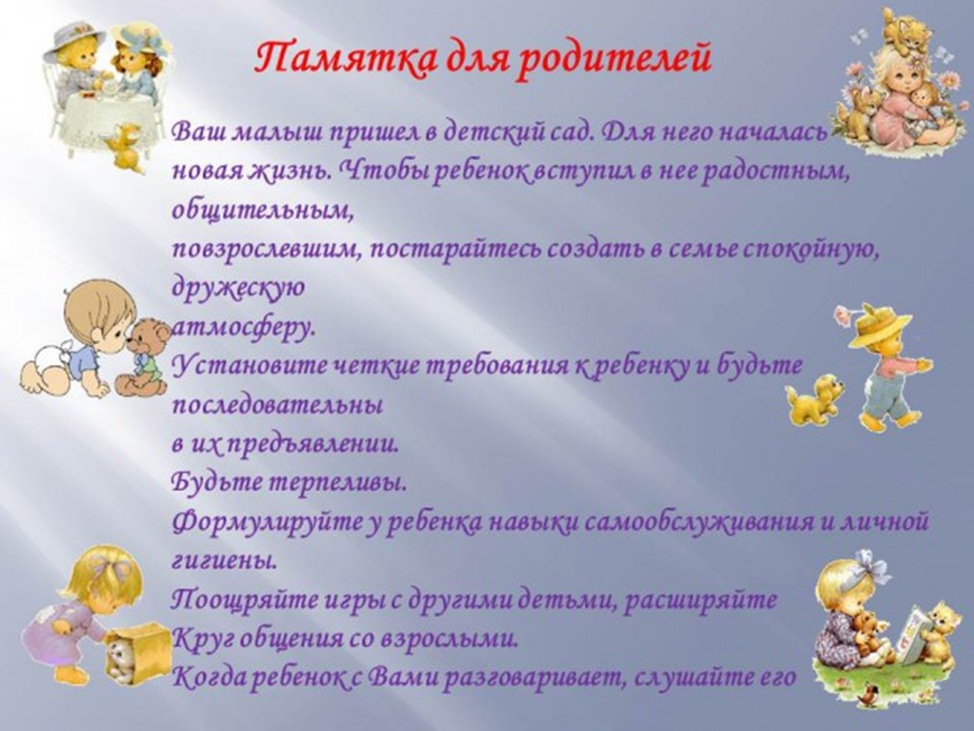 Памятка для родителей
Ваш малыш пришел в детский сад. Для него началась
новая жизнь. Чтобы ребенок вступил в нее радостным,
общительным,
повзрослевшим, постарайтесь создать в семье спокойную,
дружескую
атмосферу.
Установите четкие требования к ребенку и будьте
последовательны
в их предъявлении.
Будьте терпеливы.
Формулируйте у ребенка навыки самообслуживания и личной
гигиены.
Поощряйте игры с другими детьми, расширяйте
Круг общения со взрослыми.
Когда ребенок с Вами разговаривает, слушайте его